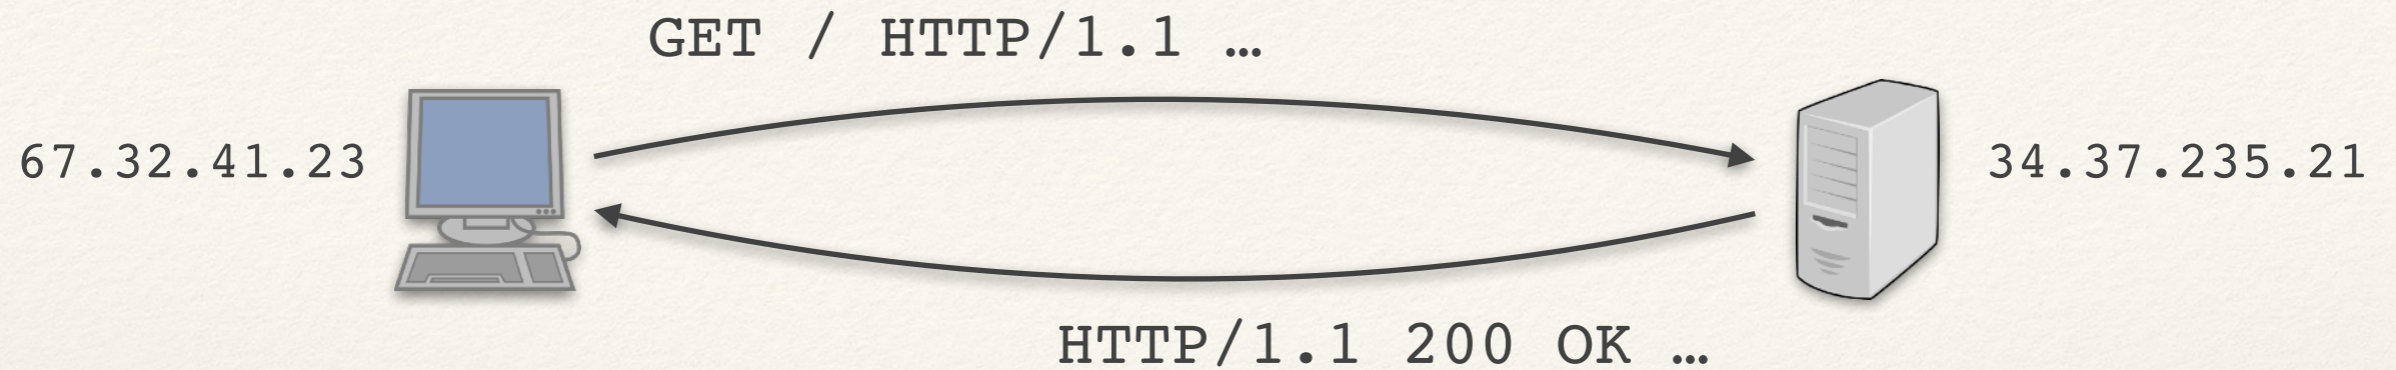 GET / HTTP/1.1 …
67.32.41.23
34.37.235.21
HTTP/1.1 200 OK …